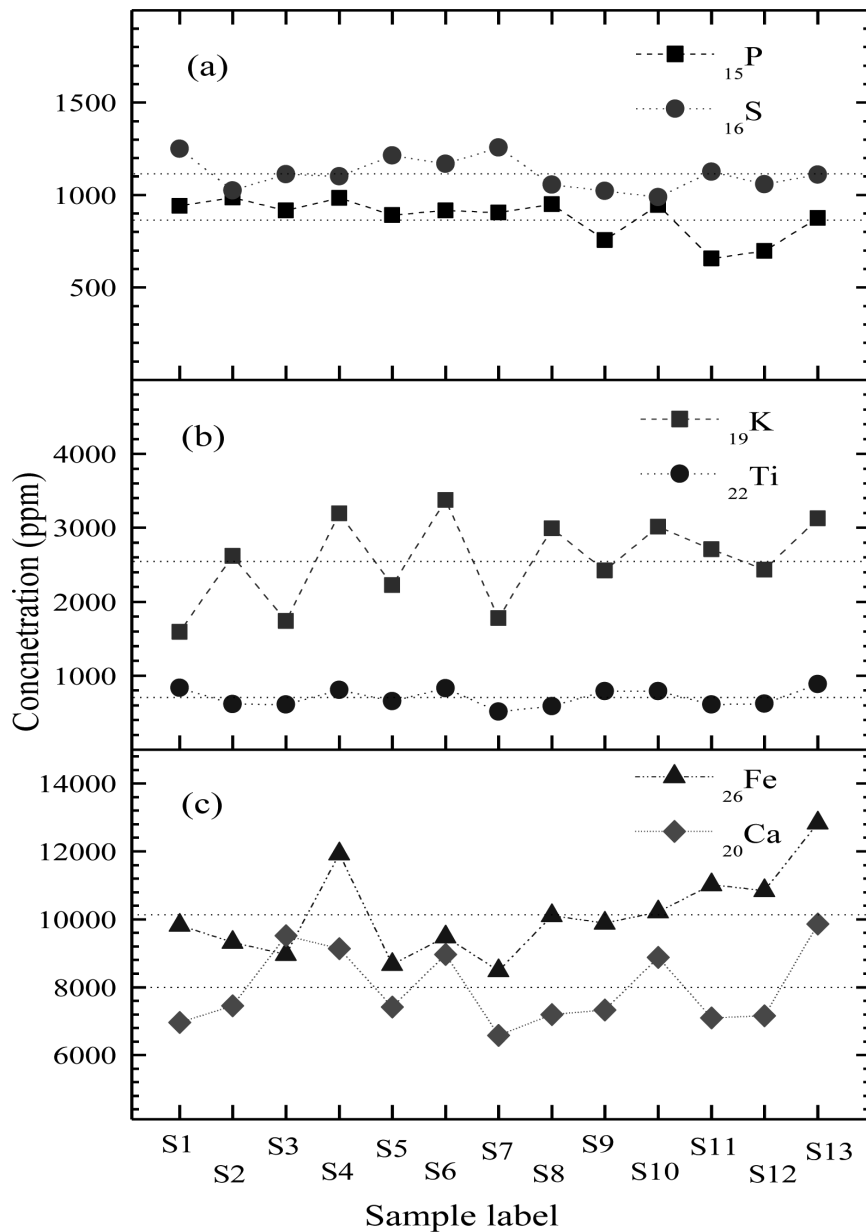 (a)
15P
16S
1500
1000
500
(b)
19K
22Ti
4000
3000
2000
1000
Concnetration (ppm)
(c)
26Fe
20Ca
14000
12000
10000
8000
6000
S1 S2 S3 S4 S5 S6 S7 S8 S9 S10 S11 S12 S13
Sample label